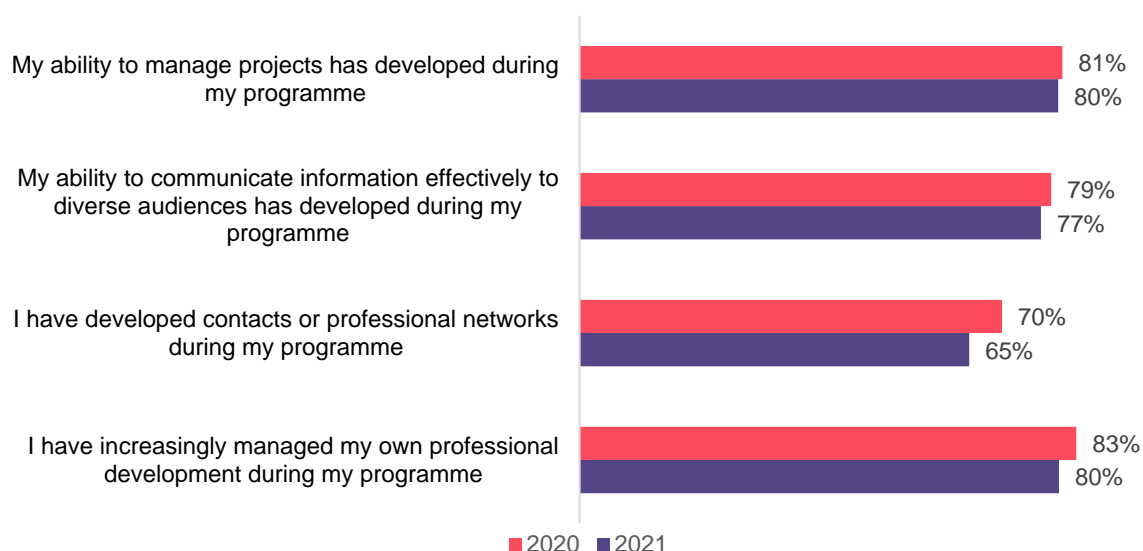 My ability to manage projects has developed during
my programme
81%
80%
My ability to communicate information effectively to
diverse audiences has developed during my
programme
79%
77%
I have developed contacts or professional networks
during my programme
70%
65%
I have increasingly managed my own professional
development during my programme
83%
80%
2020 2021